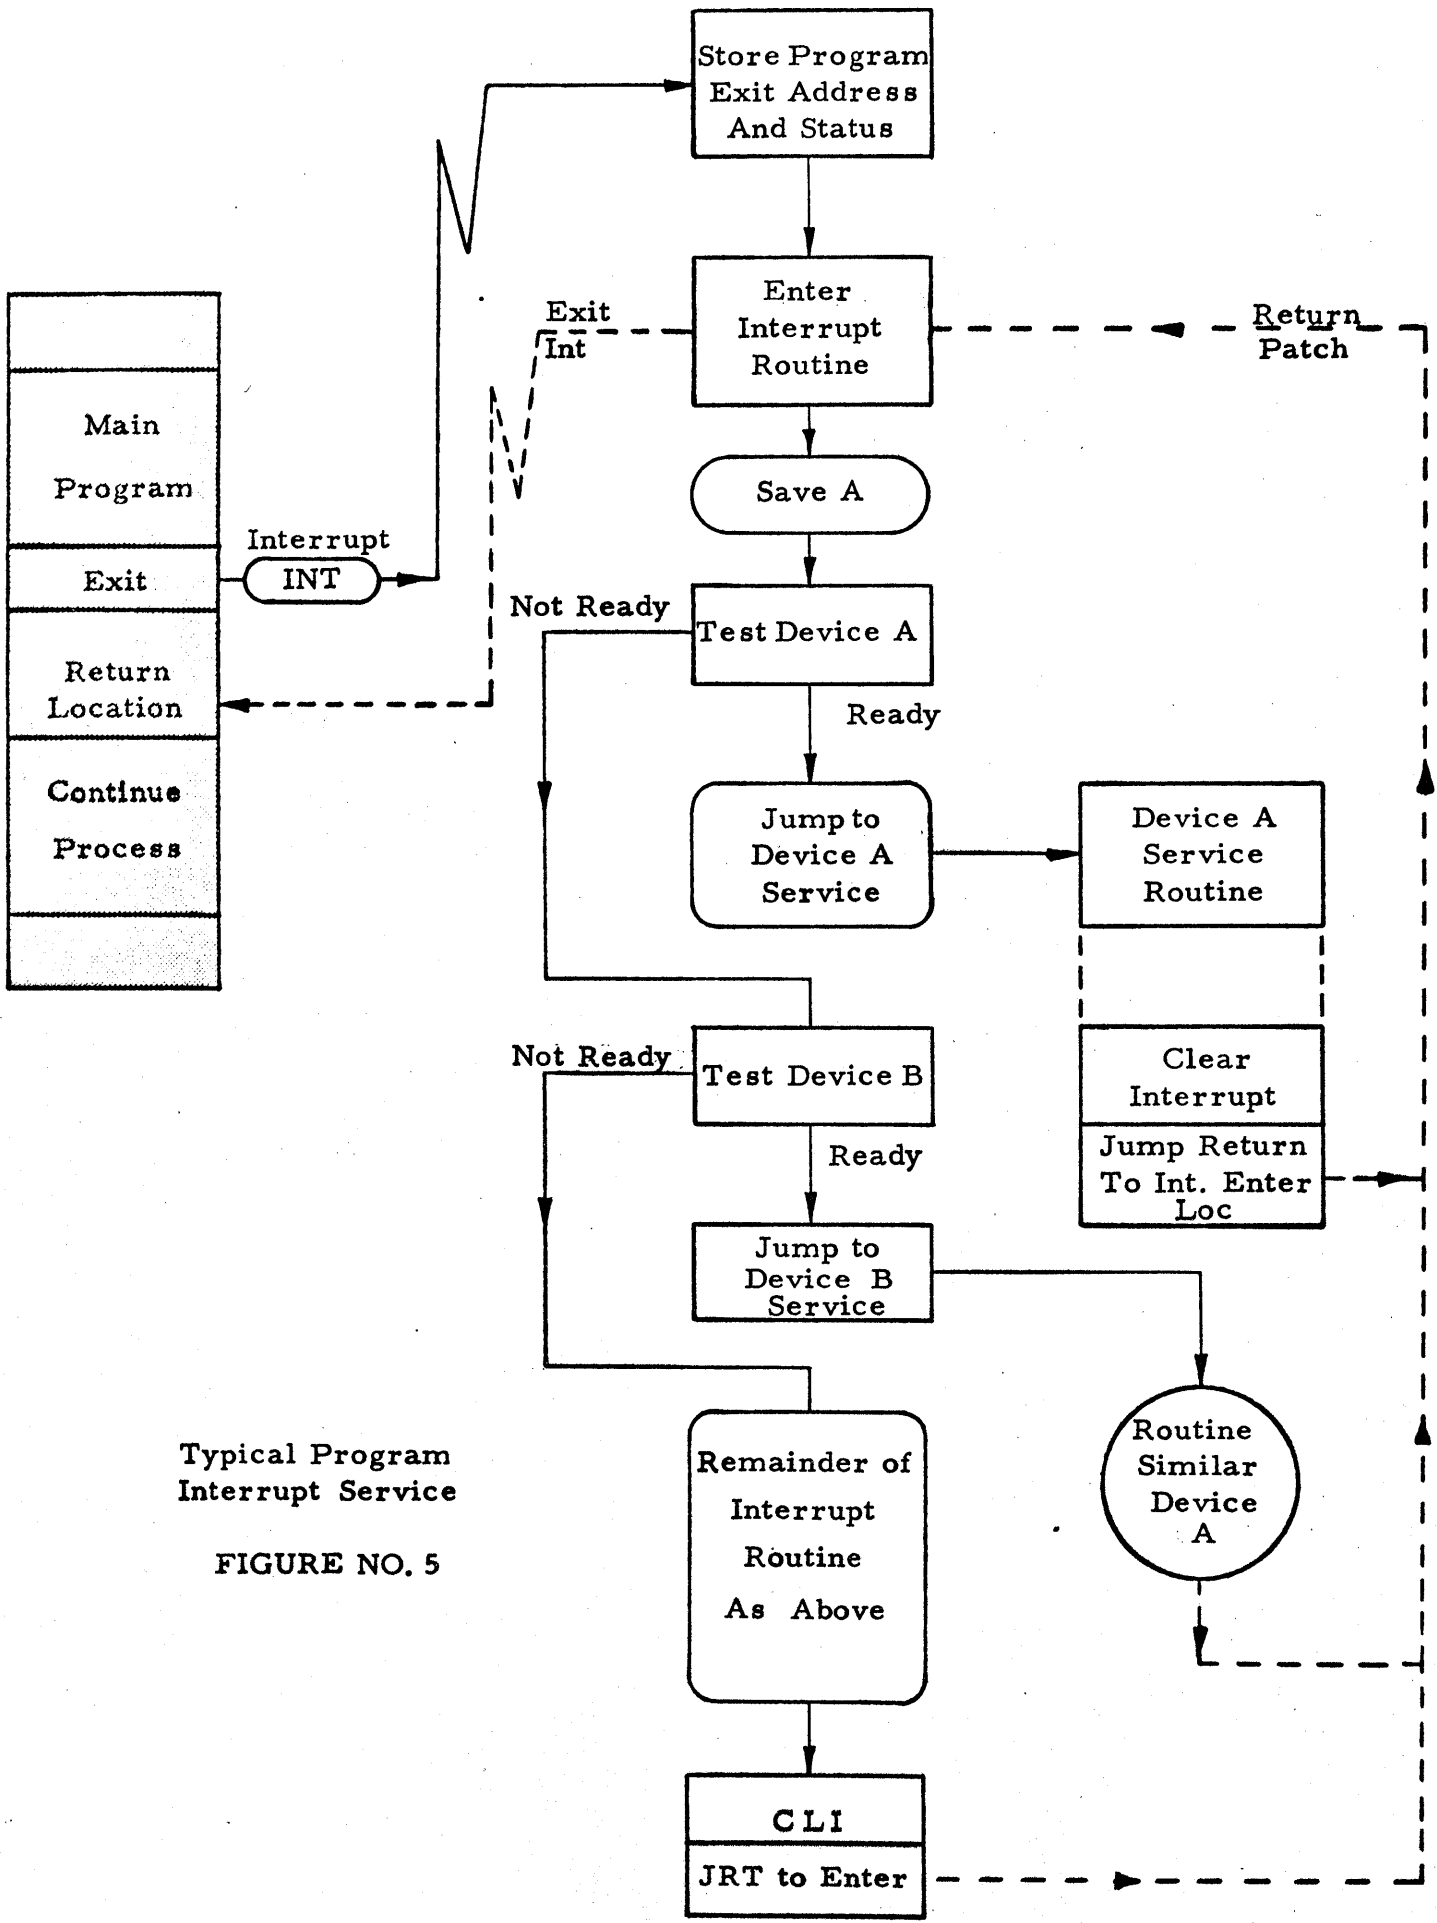 Store Program
Exit Address
And Status
Enter
Interrupt
Routine
Exit
Int
Return
Patch
Main
Program
Save A
Interrupt
INT
Exit
Not Ready
Test Device A
Return
Location
Ready
Continue
Process
Jump to
Device A
Service
Device A
Service
Routine
Not Ready
Test Device B
Clear
Interrupt
Ready
Jump Return
To Int. Enter
Loc
Jump to
Device B
Service
Routine
Similar
Device
A
Remainder of
Interrupt
Routine
As Above
Typical Program
Interrupt Service
FIGURE NO. 5
CLI
JRT to Enter